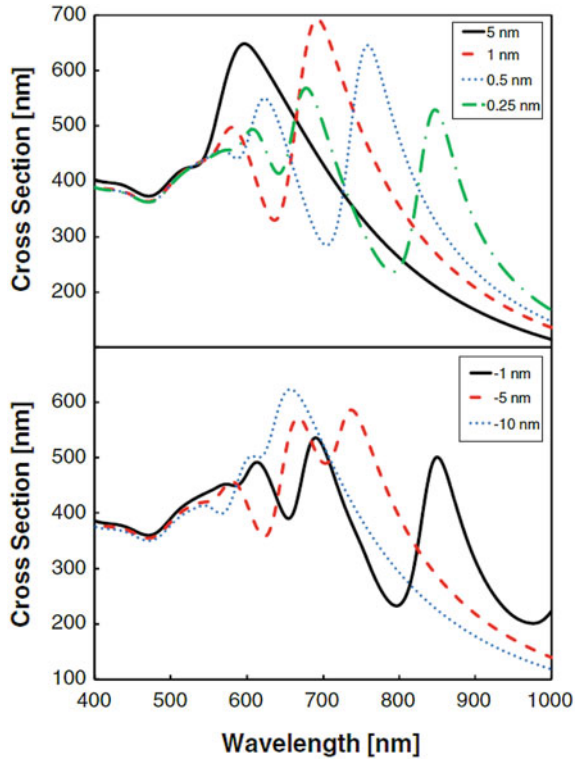 700
600
500
400
300
200
Cross Section [nm]
5 nm
1 nm
0.5 nm
0.25 nm
600
500
400
300
200
100
Cross Section [nm]
-1 nm
-5 nm
-10 nm
400 500 600 700 800 900 1000
Wavelength [nm]